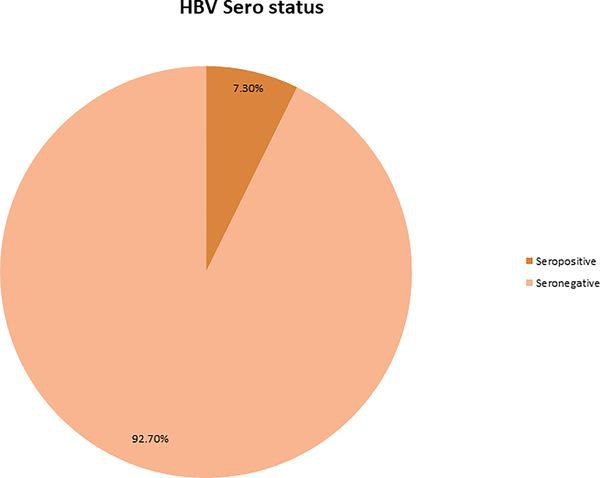 HBV Sero status
7.30%
Seropositive
Seronegative
92.70%